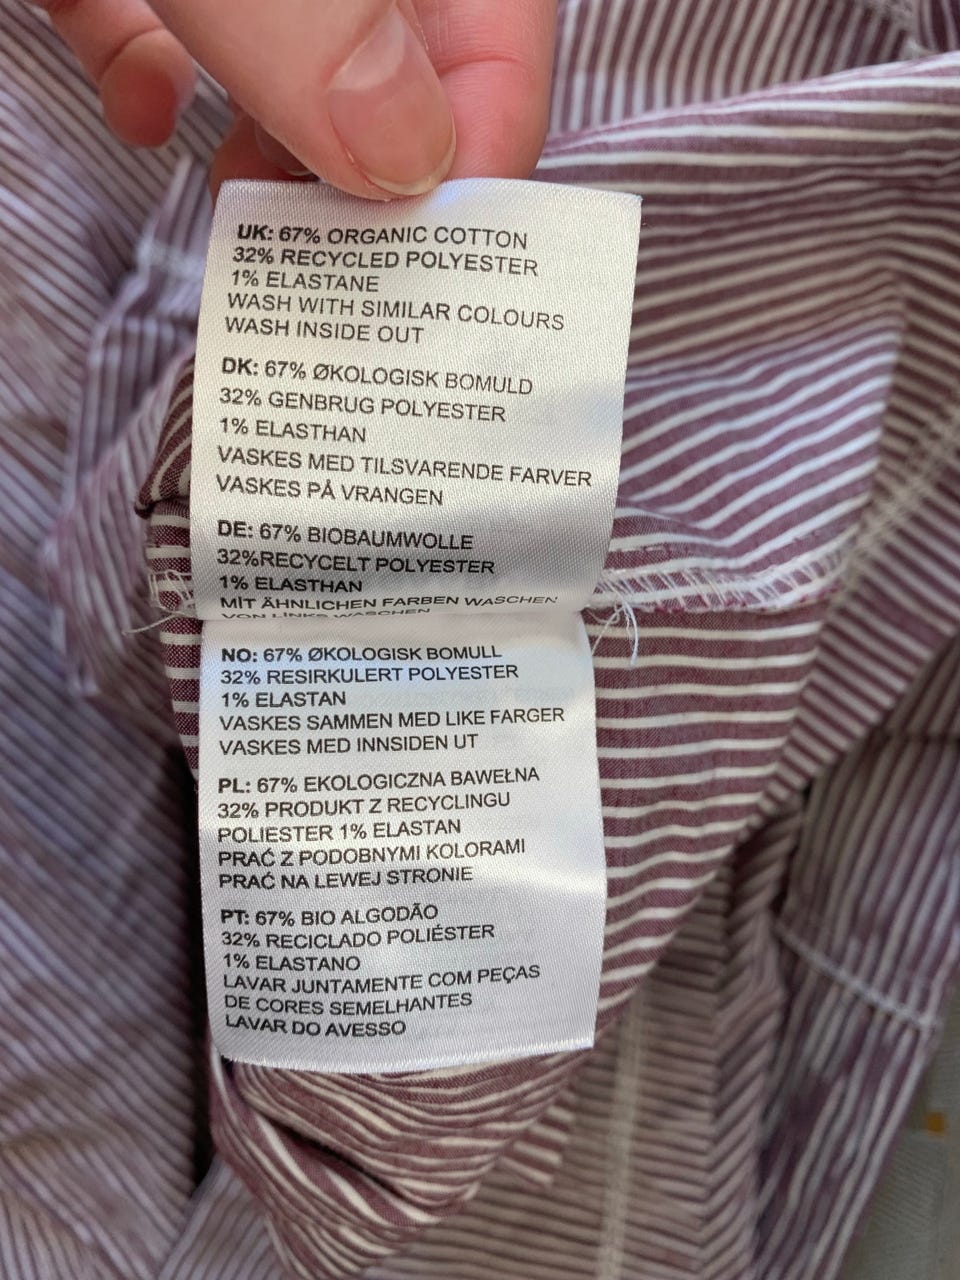 UK: 67% ORGANIC COTTON
32% RECYCLED POLYESTER
1% ELASTANE
WASH WITH SIMILAR COLOURS
WASH INSIDE OUT
DK: 67% ØKOLOGISK BOMULD
32% GENBRUG POLYESTER
1% ELASTHAN
VASKES MED TILSVARENDE FARVER
VASKES PÅ VRANGEN
DE: 67% BIOBAUMWOLLE
32%RECYCELT POLYESTER
1% ELASTHAN
MIT ÄHNLICHEN FARBEN WASCHEN
VON LINKS WASCHEN
NO: 67% ØKOLOGISK BOMULL
32% RESIRKULERT POLYESTER
1% ELASTAN
VASKES SAMMEN MED LIKE FARGER
VASKES MED INNSIDEN UT
PL: 67% EKOLOGICZNA BAWEŁNA
32% PRODUKT Z RECYCLINGU
POLIESTER 1% ELASTAN
PRAĆ Z PODOBNYMI KOLORAMI
PRAĆ NA LEWEJ STRONIE
PT: 67% BIO ALGODÃO
32% RECICLADO POLIÉSTER
1% ELASTANO
LAVAR JUNTAMENTE COM PEÇAS
DE CORES SEMELHANTES
LAVAR DO AVESSO